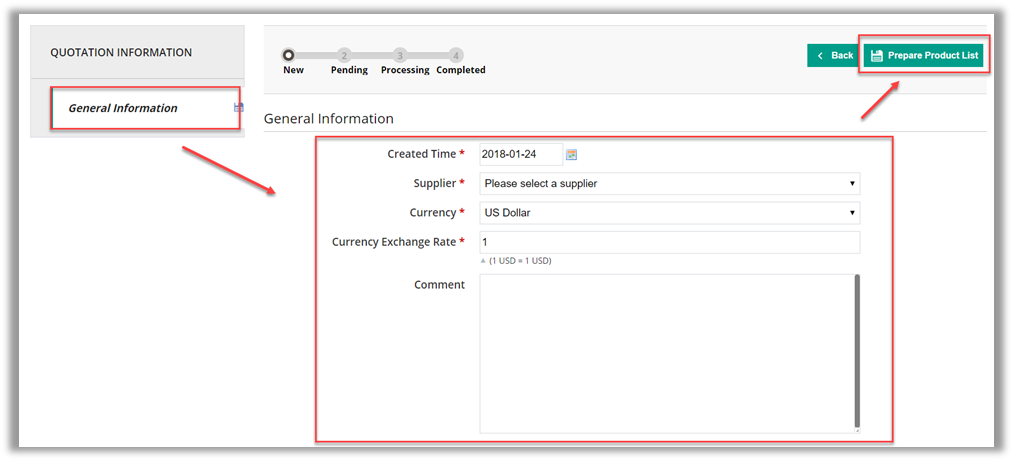 QUOTATION INFORMATION
General Information
2 3 4
New Pending Processing Completed
Back
Prepare Product List
General Information
Created Time * 2018-01-24
Supplier * Please select a supplier
Currency * US Dollar
Currency Exchange Rate * 1
(1 USD = 1 USD)
Comment